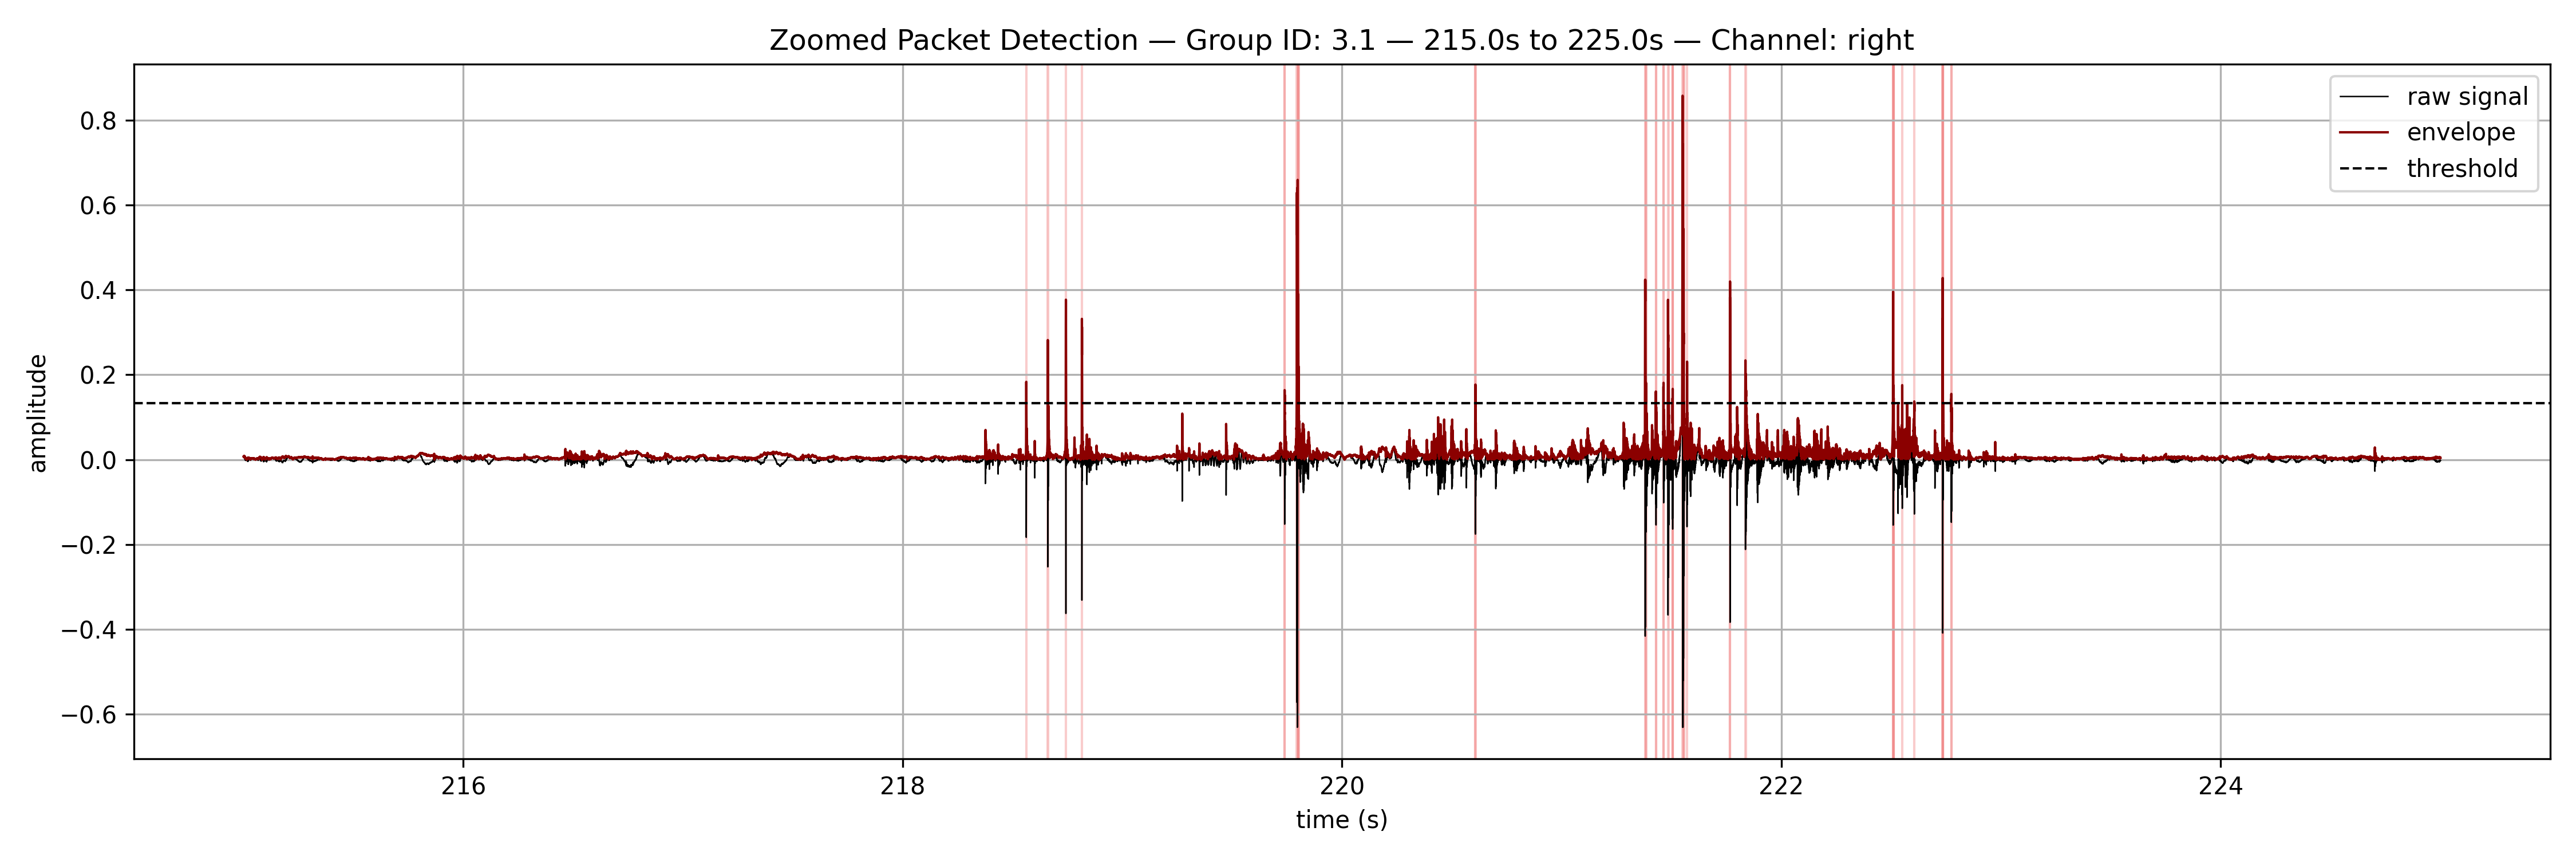 Zoomed Packet Detection — Group ID: 3.1 — 215.0s to 225.0s — Channel: right
raw signal
envelope
threshold
0.8
0.6
0.4
0.2
0.0
−0.2
−0.4
−0.6
amplitude
216
218
220
222
224
time (s)